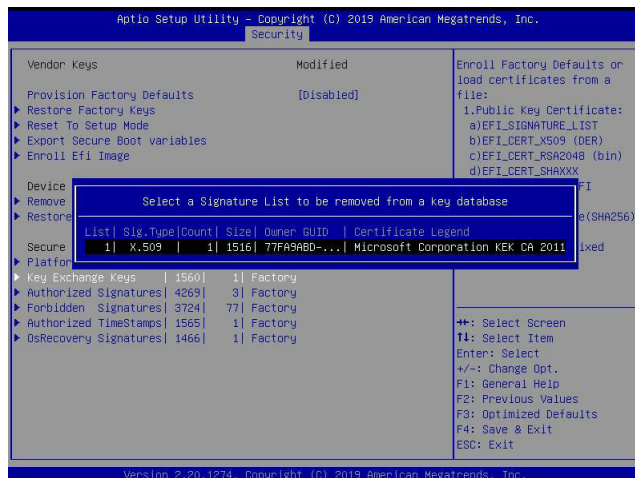 Aptio Setup Utility – Copyright (C) 2019 American Megatrends, Inc.
Security
Vendor Keys Modified
Provision Factory Defaults [Disabled]
Restore Factory Keys
Reset To Setup Mode
Export Secure Boot variables
Enroll Efi Image
Device
Remove
Restore
Secure
Platfor
Key Exchange Keys | 1560| 1| Factory
Authorized Signatures| 4269| 3| Factory
Forbidden Signatures| 3724| 77| Factory
Authorized TimeStamps| 1565| 1| Factory
OsRecovery Signatures| 1466| 1| Factory
Select a Signature List to be removed from a key database
List| Sig.Type|Count| Size| Owner GUID | Certificate Legend
1| X.509 | 1| 1516| 77FA9ABD-...| Microsoft Corporation KEK CA 2011
Enroll Factory Defaults or
load certificates from a
file:
1.Public Key Certificate:
a)EFI_SIGNATURE_LIST
b)EFI_CERT_X509 (DER)
c)EFI_CERT_RSA2048 (bin)
d)EFI_CERT_SHAXXX
FI
e(SHA256)
ixed
→←: Select Screen
↑↓: Select Item
Enter: Select
+/-: Change Opt.
F1: General Help
F2: Previous Values
F3: Optimized Defaults
F4: Save & Exit
ESC: Exit
Version 2.20.1274. Copyright (C) 2019 American Megatrends, Inc.